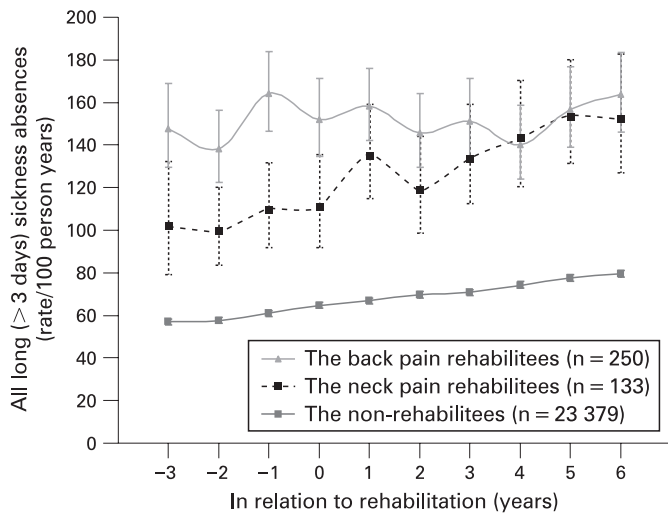 All long (> 3 days) sickness absences
(rate/100 person years)
200
180
160
140
120
100
80
60
40
20
0
The back pain rehabilitees (n = 250)
The neck pain rehabilitees (n = 133)
The non-rehabilitees (n = 23 379)
−3 −2 −1 0 1 2 3 4 5 6
In relation to rehabilitation (years)